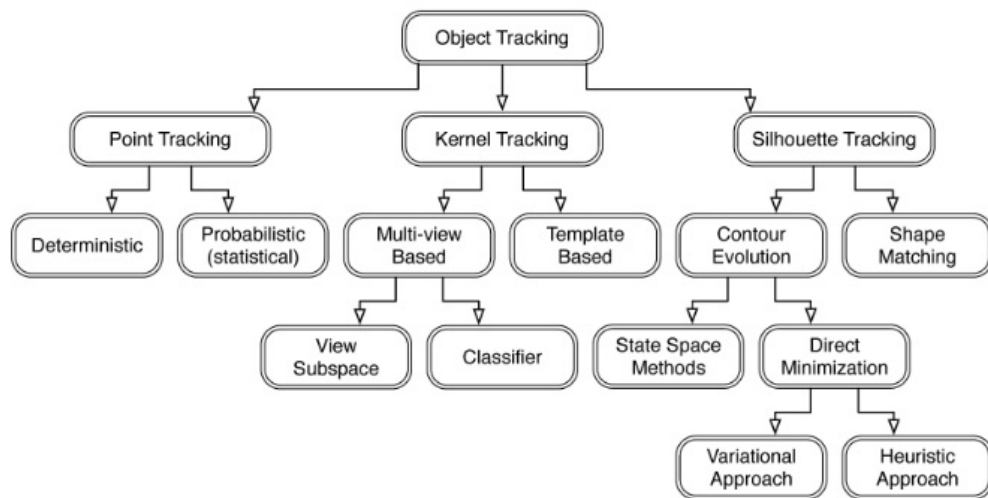 Object Tracking
Point Tracking
Kernel Tracking
Silhouette Tracking
Deterministic
Probabilistic
(statistical)
Multi-view
Based
Template
Based
Contour
Evolution
Shape
Matching
View
Subspace
Classifier
State Space
Methods
Direct
Minimization
Variational
Approach
Heuristic
Approach